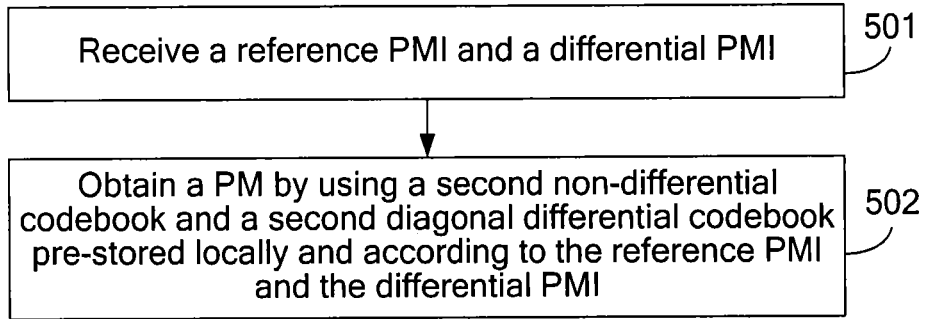 Receive a reference PMI and a differential PMI
501
Obtain a PM by using a second non-differential
codebook and a second diagonal differential codebook
pre-stored locally and according to the reference PMI
and the differential PMI
502